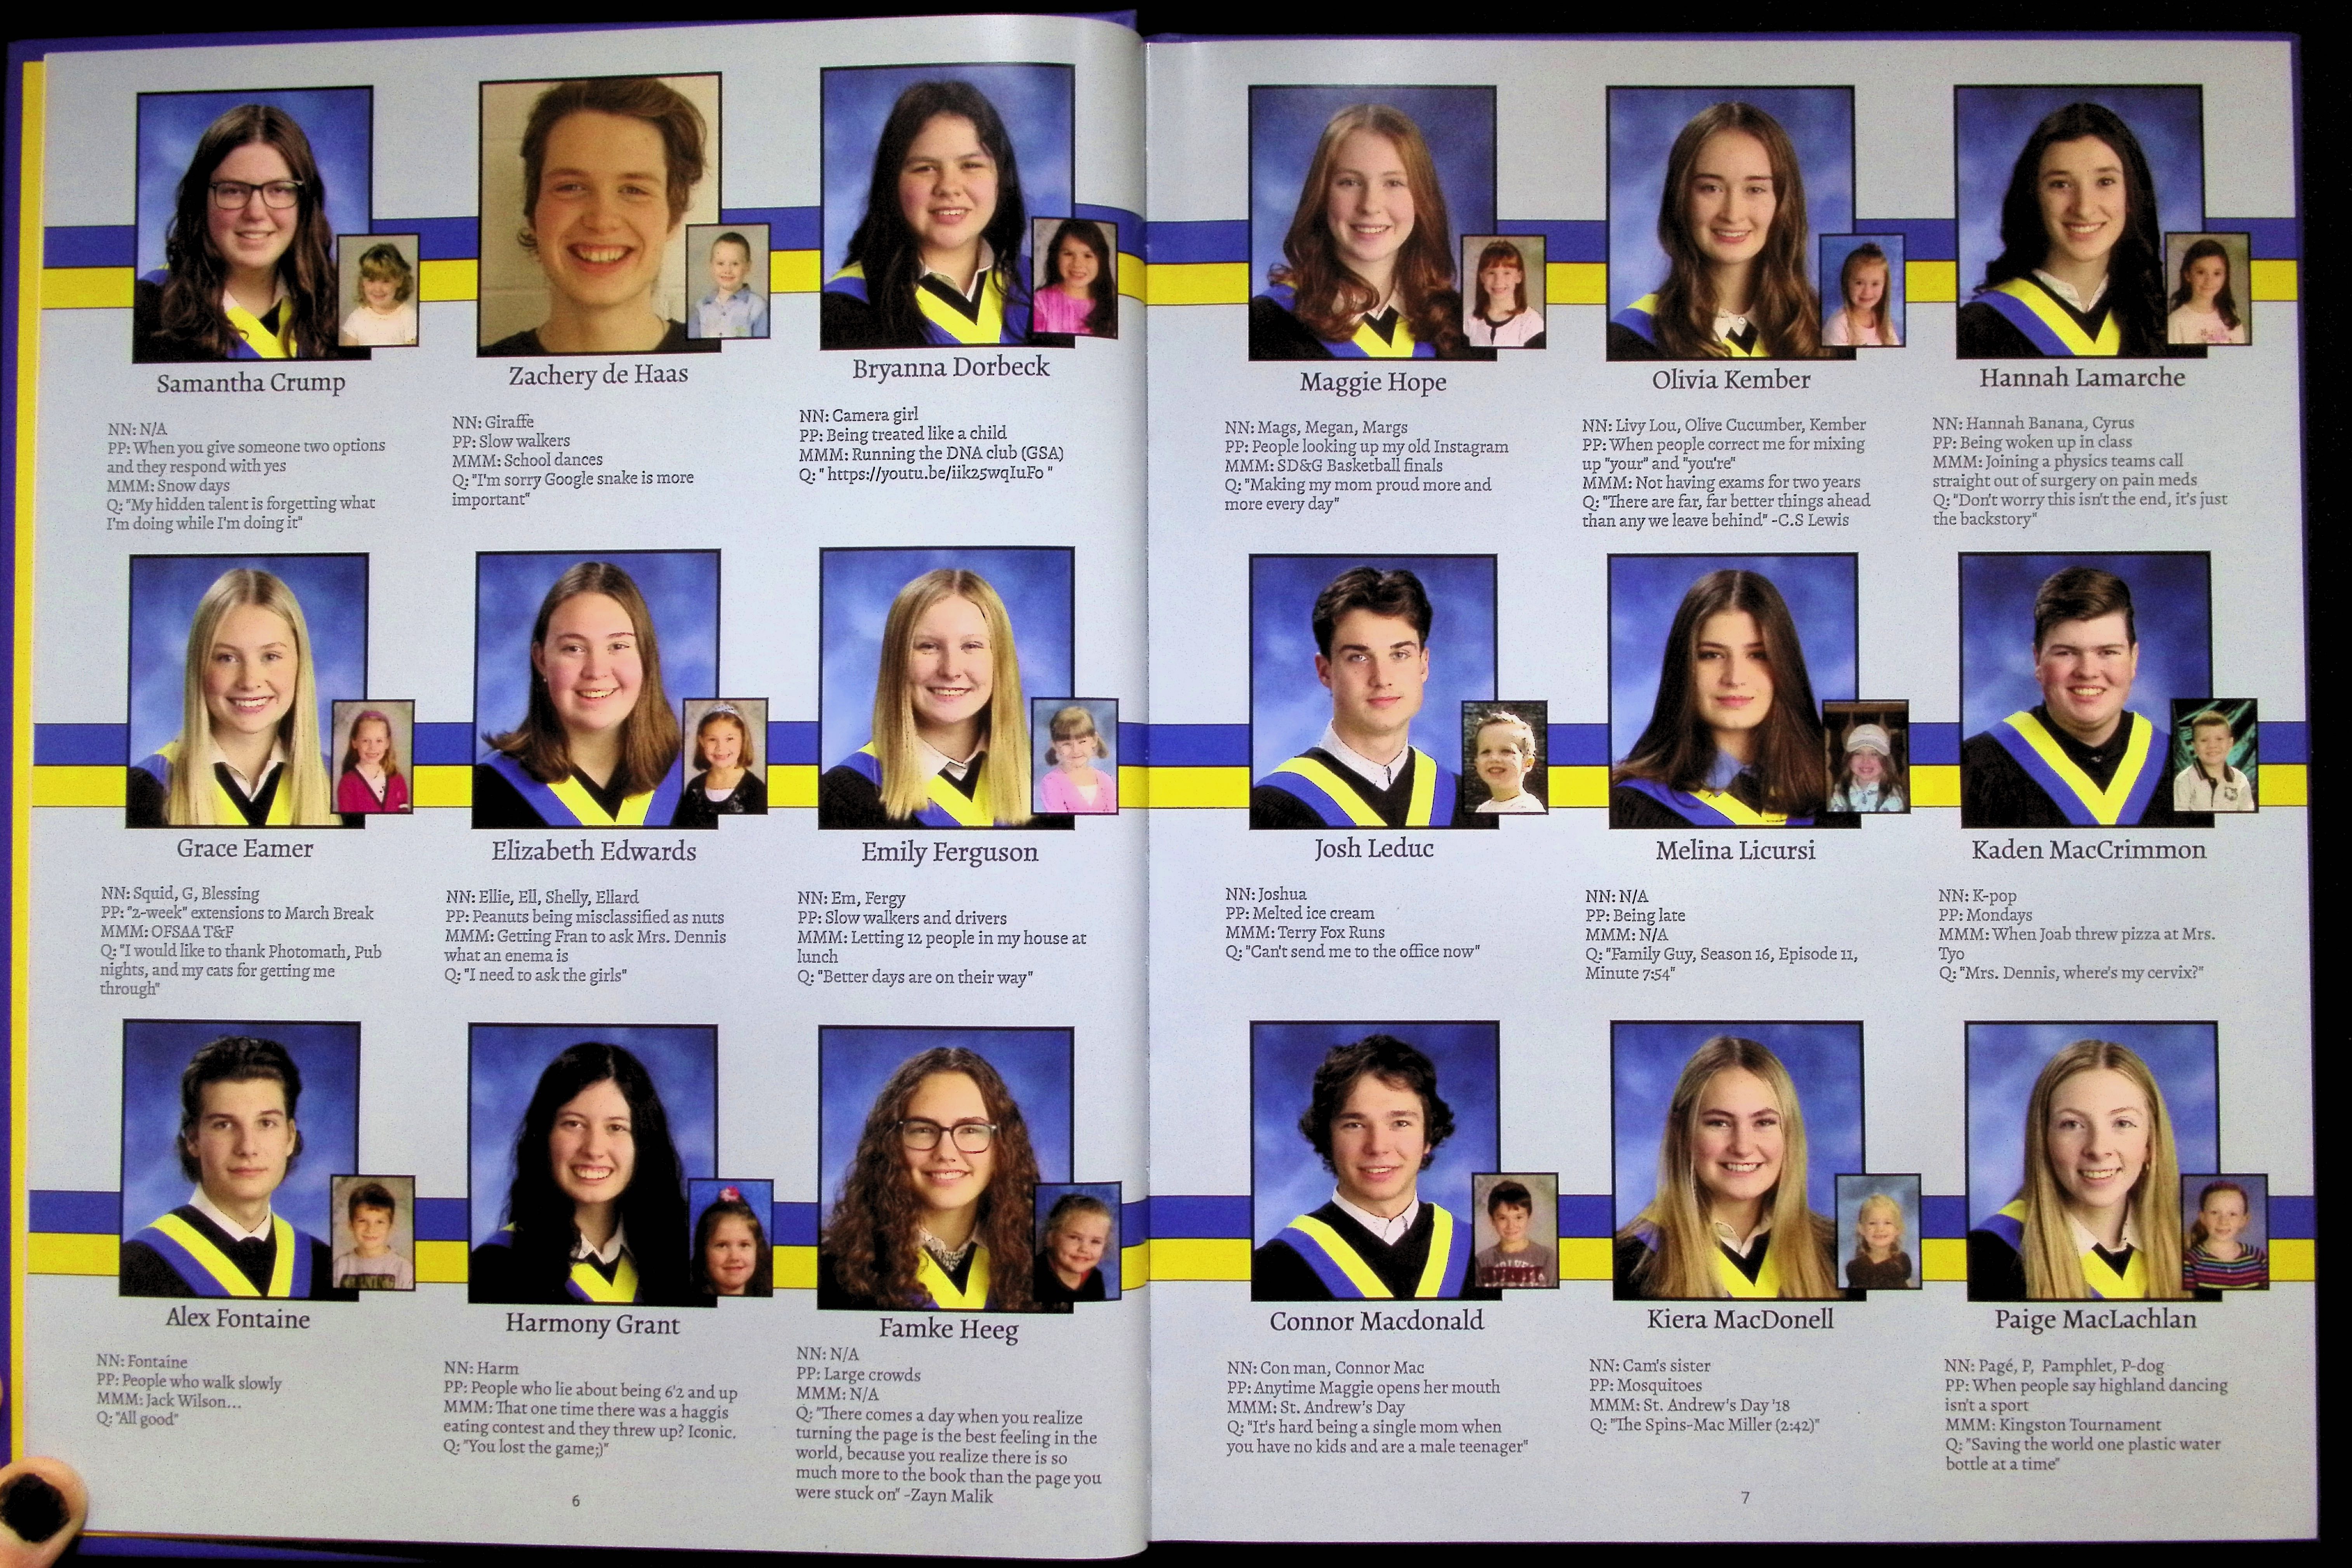 Samantha Crump
NN: N/A
PP: When you give someone two options
and they respond with yes
MMM: Snow days
Q: "My hidden talent is forgetting what
I'm doing while I'm doing it"
Zachery de Haas
NN: Giraffe
PP: Slow walkers
MMM: School dances
Q: "I'm sorry Google snake is more
important"
Bryanna Dorbeck
NN: Camera girl
PP: Being treated like a child
MMM: Running the DNA club (GSA)
Q: " https://youtu.be/iikz5wqIuFo "
Grace Eamer
NN: Squid, G, Blessing
PP: "2-week" extensions to March Break
MMM: OFSAA T&F
Q: "I would like to thank Photomath, Pub
nights, and my cats for getting me
through"
Elizabeth Edwards
NN: Ellie, Ell, Shelly, Ellard
PP: Peanuts being misclassified as nuts
MMM: Getting Fran to ask Mrs. Dennis
what an enema is
Q: "I need to ask the girls"
Emily Ferguson
NN: Em, Fergy
PP: Slow walkers and drivers
MMM: Letting 12 people in my house at
lunch
Q: "Better days are on their way"
Alex Fontaine
NN: Fontaine
PP: People who walk slowly
MMM: Jack Wilson...
Q: "All good"
Harmony Grant
NN: Harm
PP: People who lie about being 6'2 and up
MMM: That one time there was a haggis
eating contest and they threw up? Iconic.
Q: "You lost the game;)"
Famke Heeg
NN: N/A
PP: Large crowds
MMM: N/A
Q: "There comes a day when you realize
turning the page is the best feeling in the
world, because you realize there is so
much more to the book than the page you
were stuck on" -Zayn Malik
6
Maggie Hope
NN: Mags, Megan, Margs
PP: People looking up my old Instagram
MMM: SD&G Basketball finals
Q: "Making my mom proud more and
more every day"
Olivia Kember
NN: Livy Lou, Olive Cucumber, Kember
PP: When people correct me for mixing
up "your" and "you're"
MMM: Not having exams for two years
Q: "There are far, far better things ahead
than any we leave behind" -C.S Lewis
Hannah Lamarche
NN: Hannah Banana, Cyrus
PP: Being woken up in class
MMM: Joining a physics teams call
straight out of surgery on pain meds
Q: "Don't worry this isn't the end, it's just
the backstory"
Josh Leduc
NN: Joshua
PP: Melted ice cream
MMM: Terry Fox Runs
Q: "Can't send me to the office now"
Melina Licursi
NN: N/A
PP: Being late
MMM: N/A
Q: "Family Guy, Season 16, Episode 11,
Minute 7:54"
Kaden MacCrimmon
NN: K-pop
PP: Mondays
MMM: When Joab threw pizza at Mrs.
Tyo
Q: "Mrs. Dennis, where's my cervix?"
Connor Macdonald
NN: Con man, Connor Mac
PP: Anytime Maggie opens her mouth
MMM: St. Andrew's Day
Q: "It's hard being a single mom when
you have no kids and are a male teenager"
Kiera MacDonell
NN: Cam's sister
PP: Mosquitoes
MMM: St. Andrew's Day '18
Q: "The Spins-Mac Miller (2:42)"
Paige MacLachlan
NN: Pagé, P, Pamphlet, P-dog
PP: When people say highland dancing
isn't a sport
MMM: Kingston Tournament
Q: "Saving the world one plastic water
bottle at a time"
7